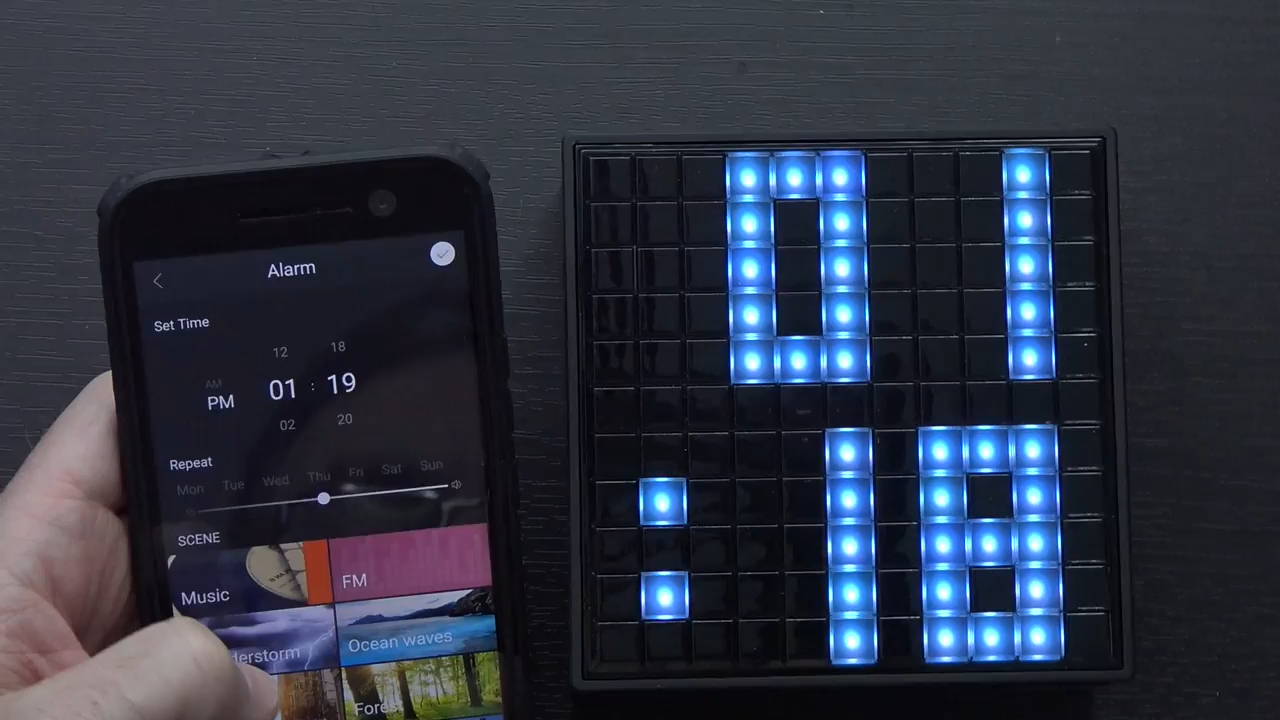 Alarm
Set Time
12 18
AM
PM 01 : 19
02 20
Repeat
Mon Tue Wed Thu Fri Sat Sun
SCENE
Music FM
Ocean waves
Forest
01
:18